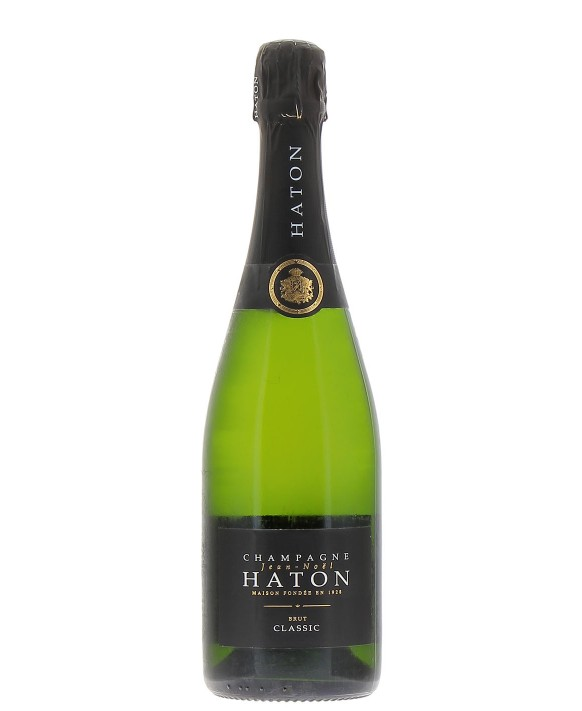 HATON
HATON
CHAMPAGNE
Jean-Noël
HATON
MAISON FONDÉE EN 1928
BRUT
CLASSIC